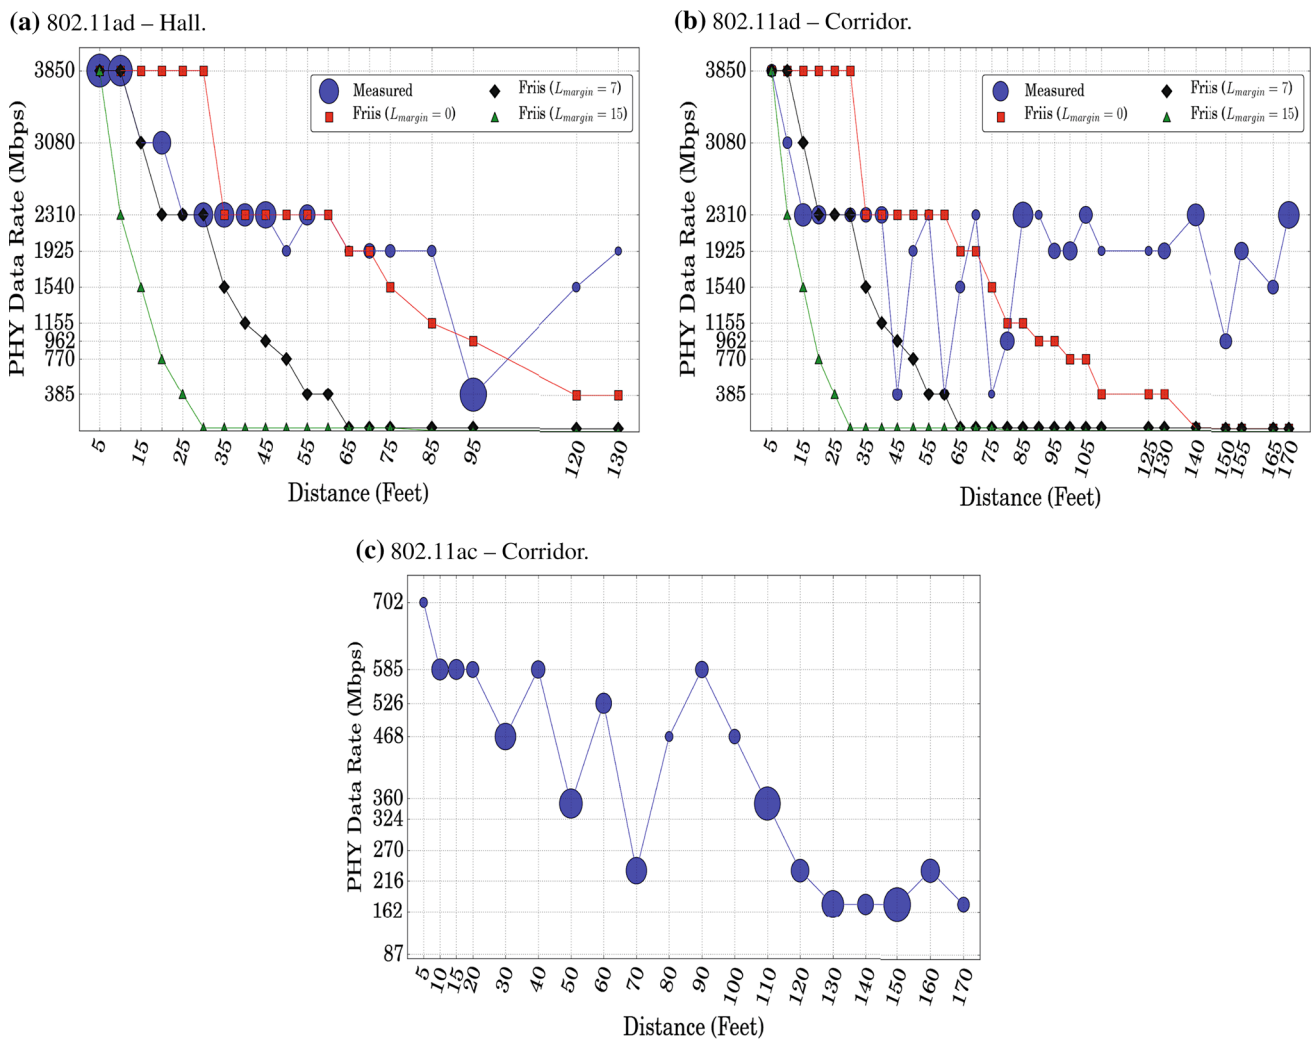 (a) 802.11ad – Hall.
PHY Data Rate (Mbps)
3850
3080
2310
1925
1540
1155
962
770
385
Measured
Friis (Lmargin = 0)
Friis (Lmargin = 7)
Friis (Lmargin = 15)
5 15 25 35 45 55 65 75 85 95 120 130
Distance (Feet)
(b) 802.11ad – Corridor.
PHY Data Rate (Mbps)
3850
3080
2310
1925
1540
1155
962
770
385
Measured
Friis (Lmargin = 0)
Friis (Lmargin = 7)
Friis (Lmargin = 15)
5 15 25 35 45 55 65 75 85 95 105 125 130 140 150 155 165 170
Distance (Feet)
(c) 802.11ac – Corridor.
PHY Data Rate (Mbps)
702
585
526
468
360
324
270
216
162
87
5 10 15 20 30 40 50 60 70 80 90 100 110 120 130 140 150 160 170
Distance (Feet)